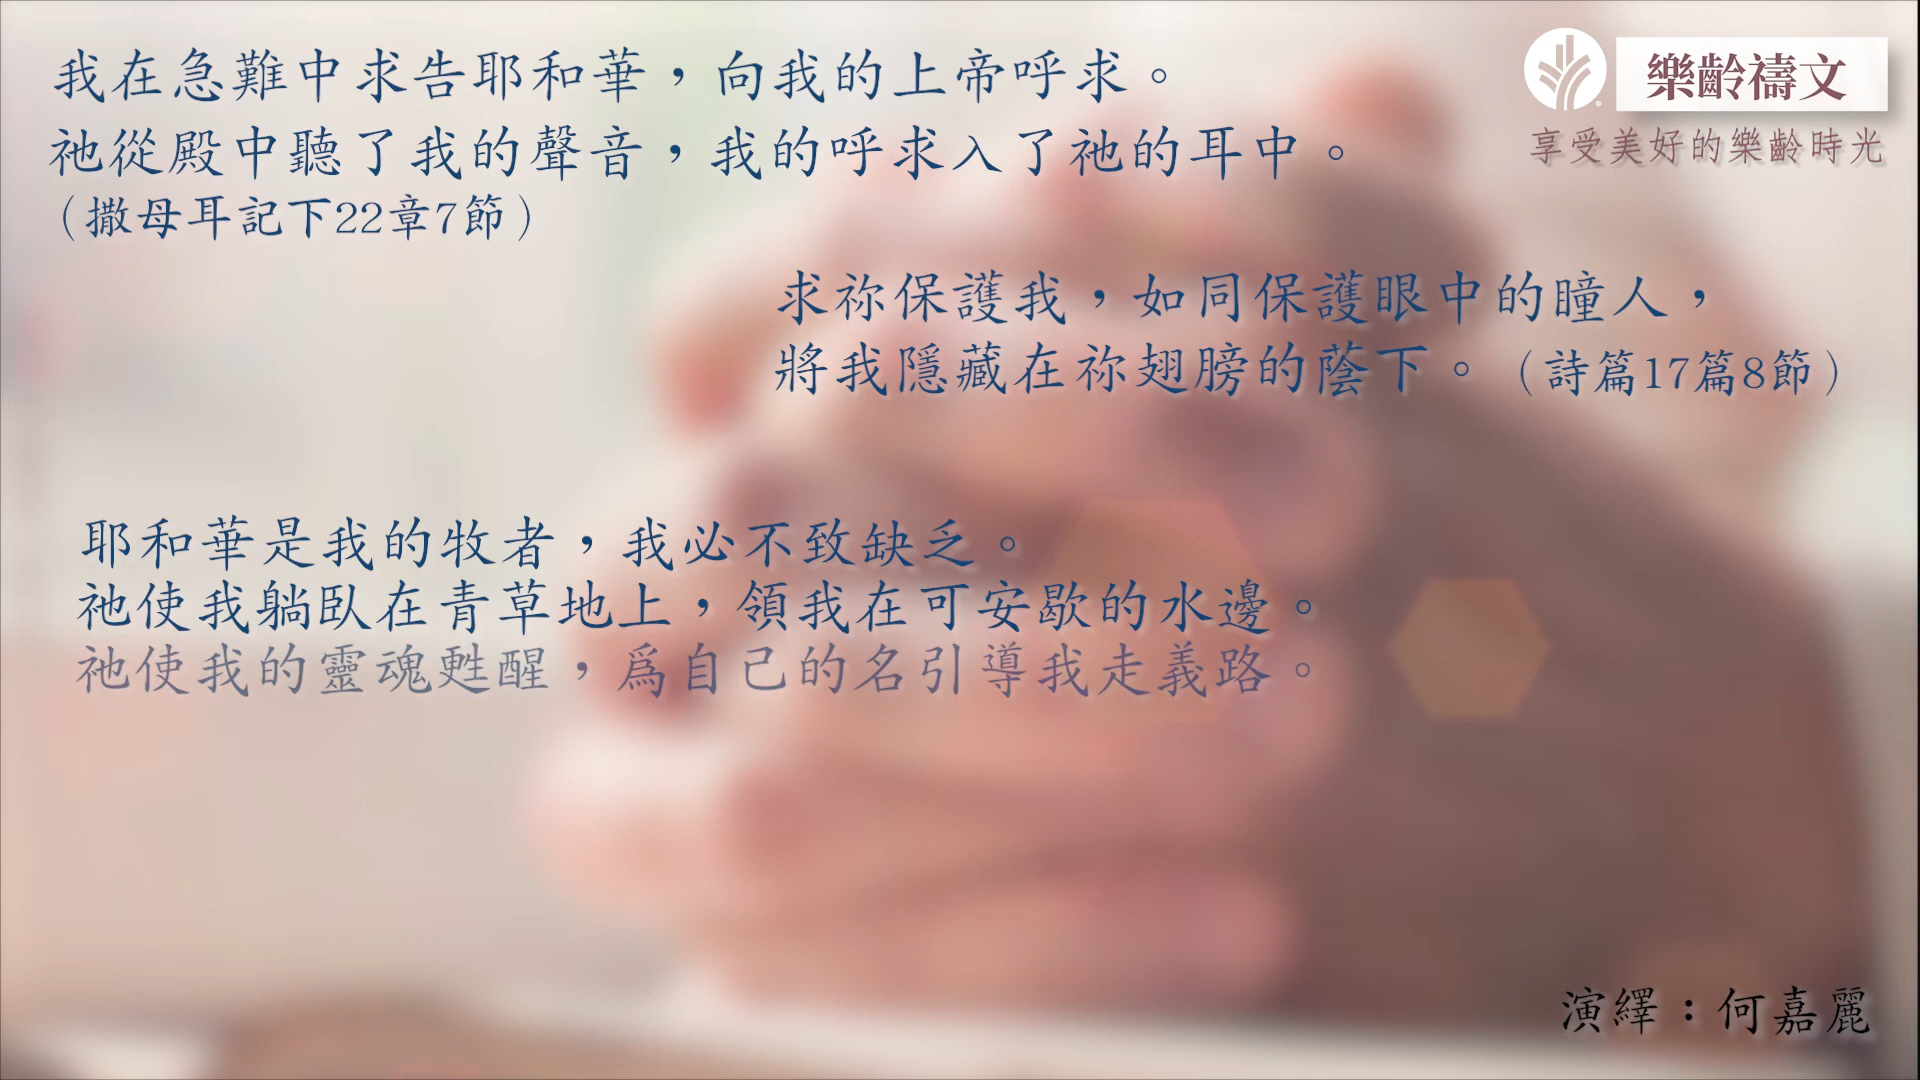 我在急難中求告耶和華，向我的上帝呼求。
祂從殿中聽了我的聲音，我的呼求入了祂的耳中。
（撒母耳記下22章7節）
樂齡禱文
享受美好的樂齡時光
求祢保護我，如同保護眼中的瞳人，
將我隱藏在祢翅膀的蔭下。（詩篇17篇8節）
耶和華是我的牧者，我必不致缺乏。
祂使我躺臥在青草地上，領我在可安歇的水邊。
祂使我的靈魂甦醒，爲自己的名引導我走義路。
演繹：何嘉麗